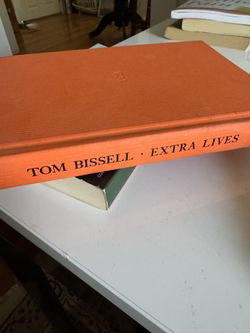 TOM BISSELL · EXTRA LIVES